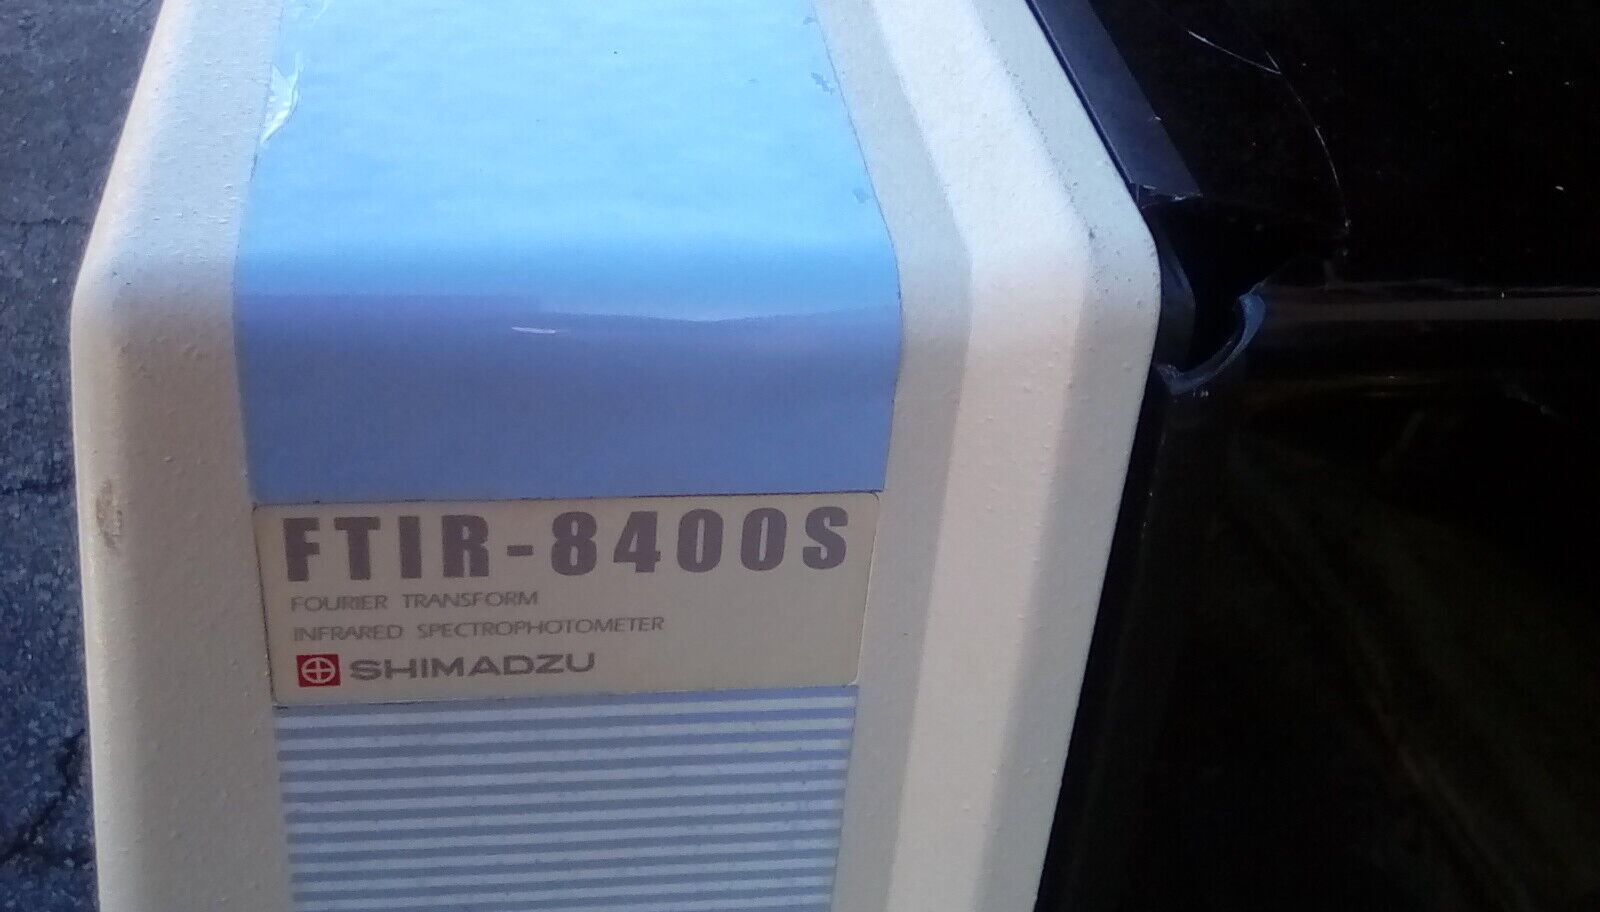 FTIR-8400S
FOURIER TRANSFORM
INFRARED SPECTROPHOTOMETER
SHIMADZU